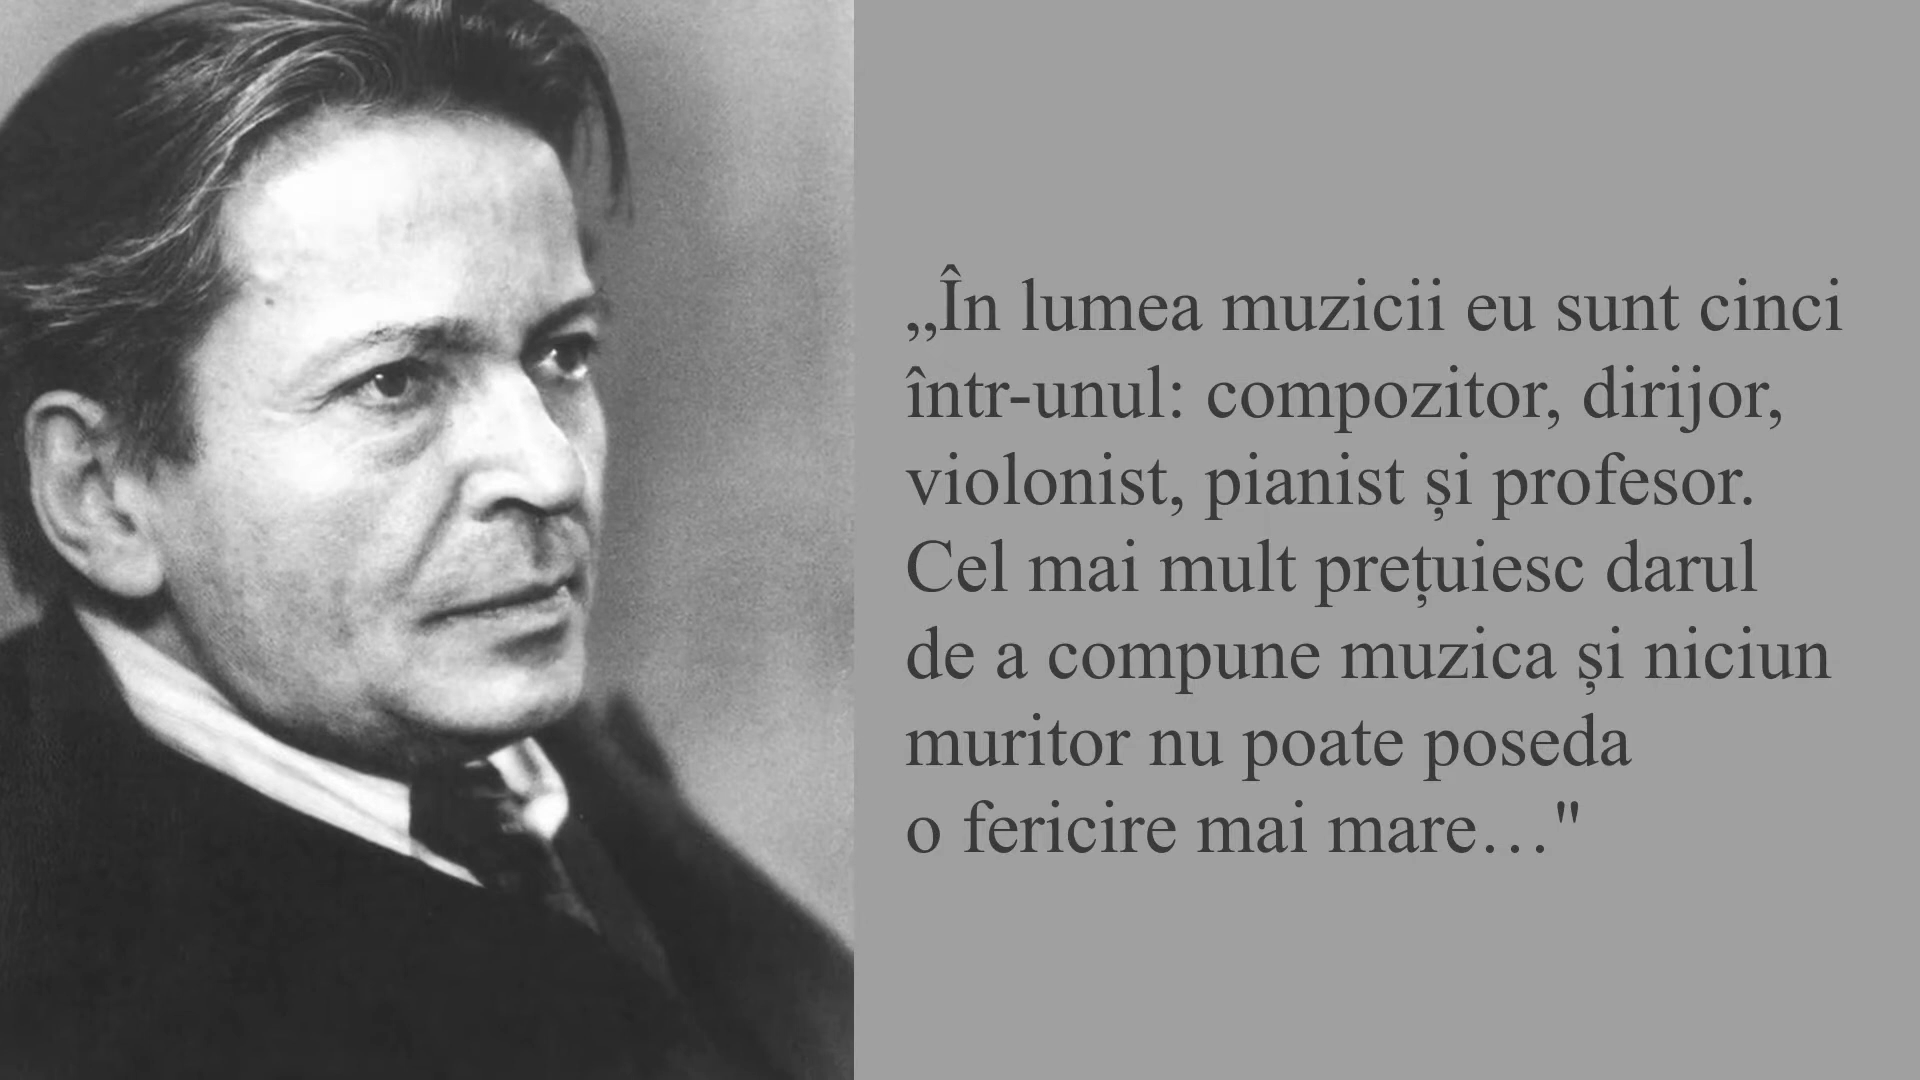 ,,În lumea muzicii eu sunt cinci
într-unul: compozitor, dirijor,
violonist, pianist și profesor.
Cel mai mult prețuiesc darul
de a compune muzica și niciun
muritor nu poate poseda
o fericire mai mare…"